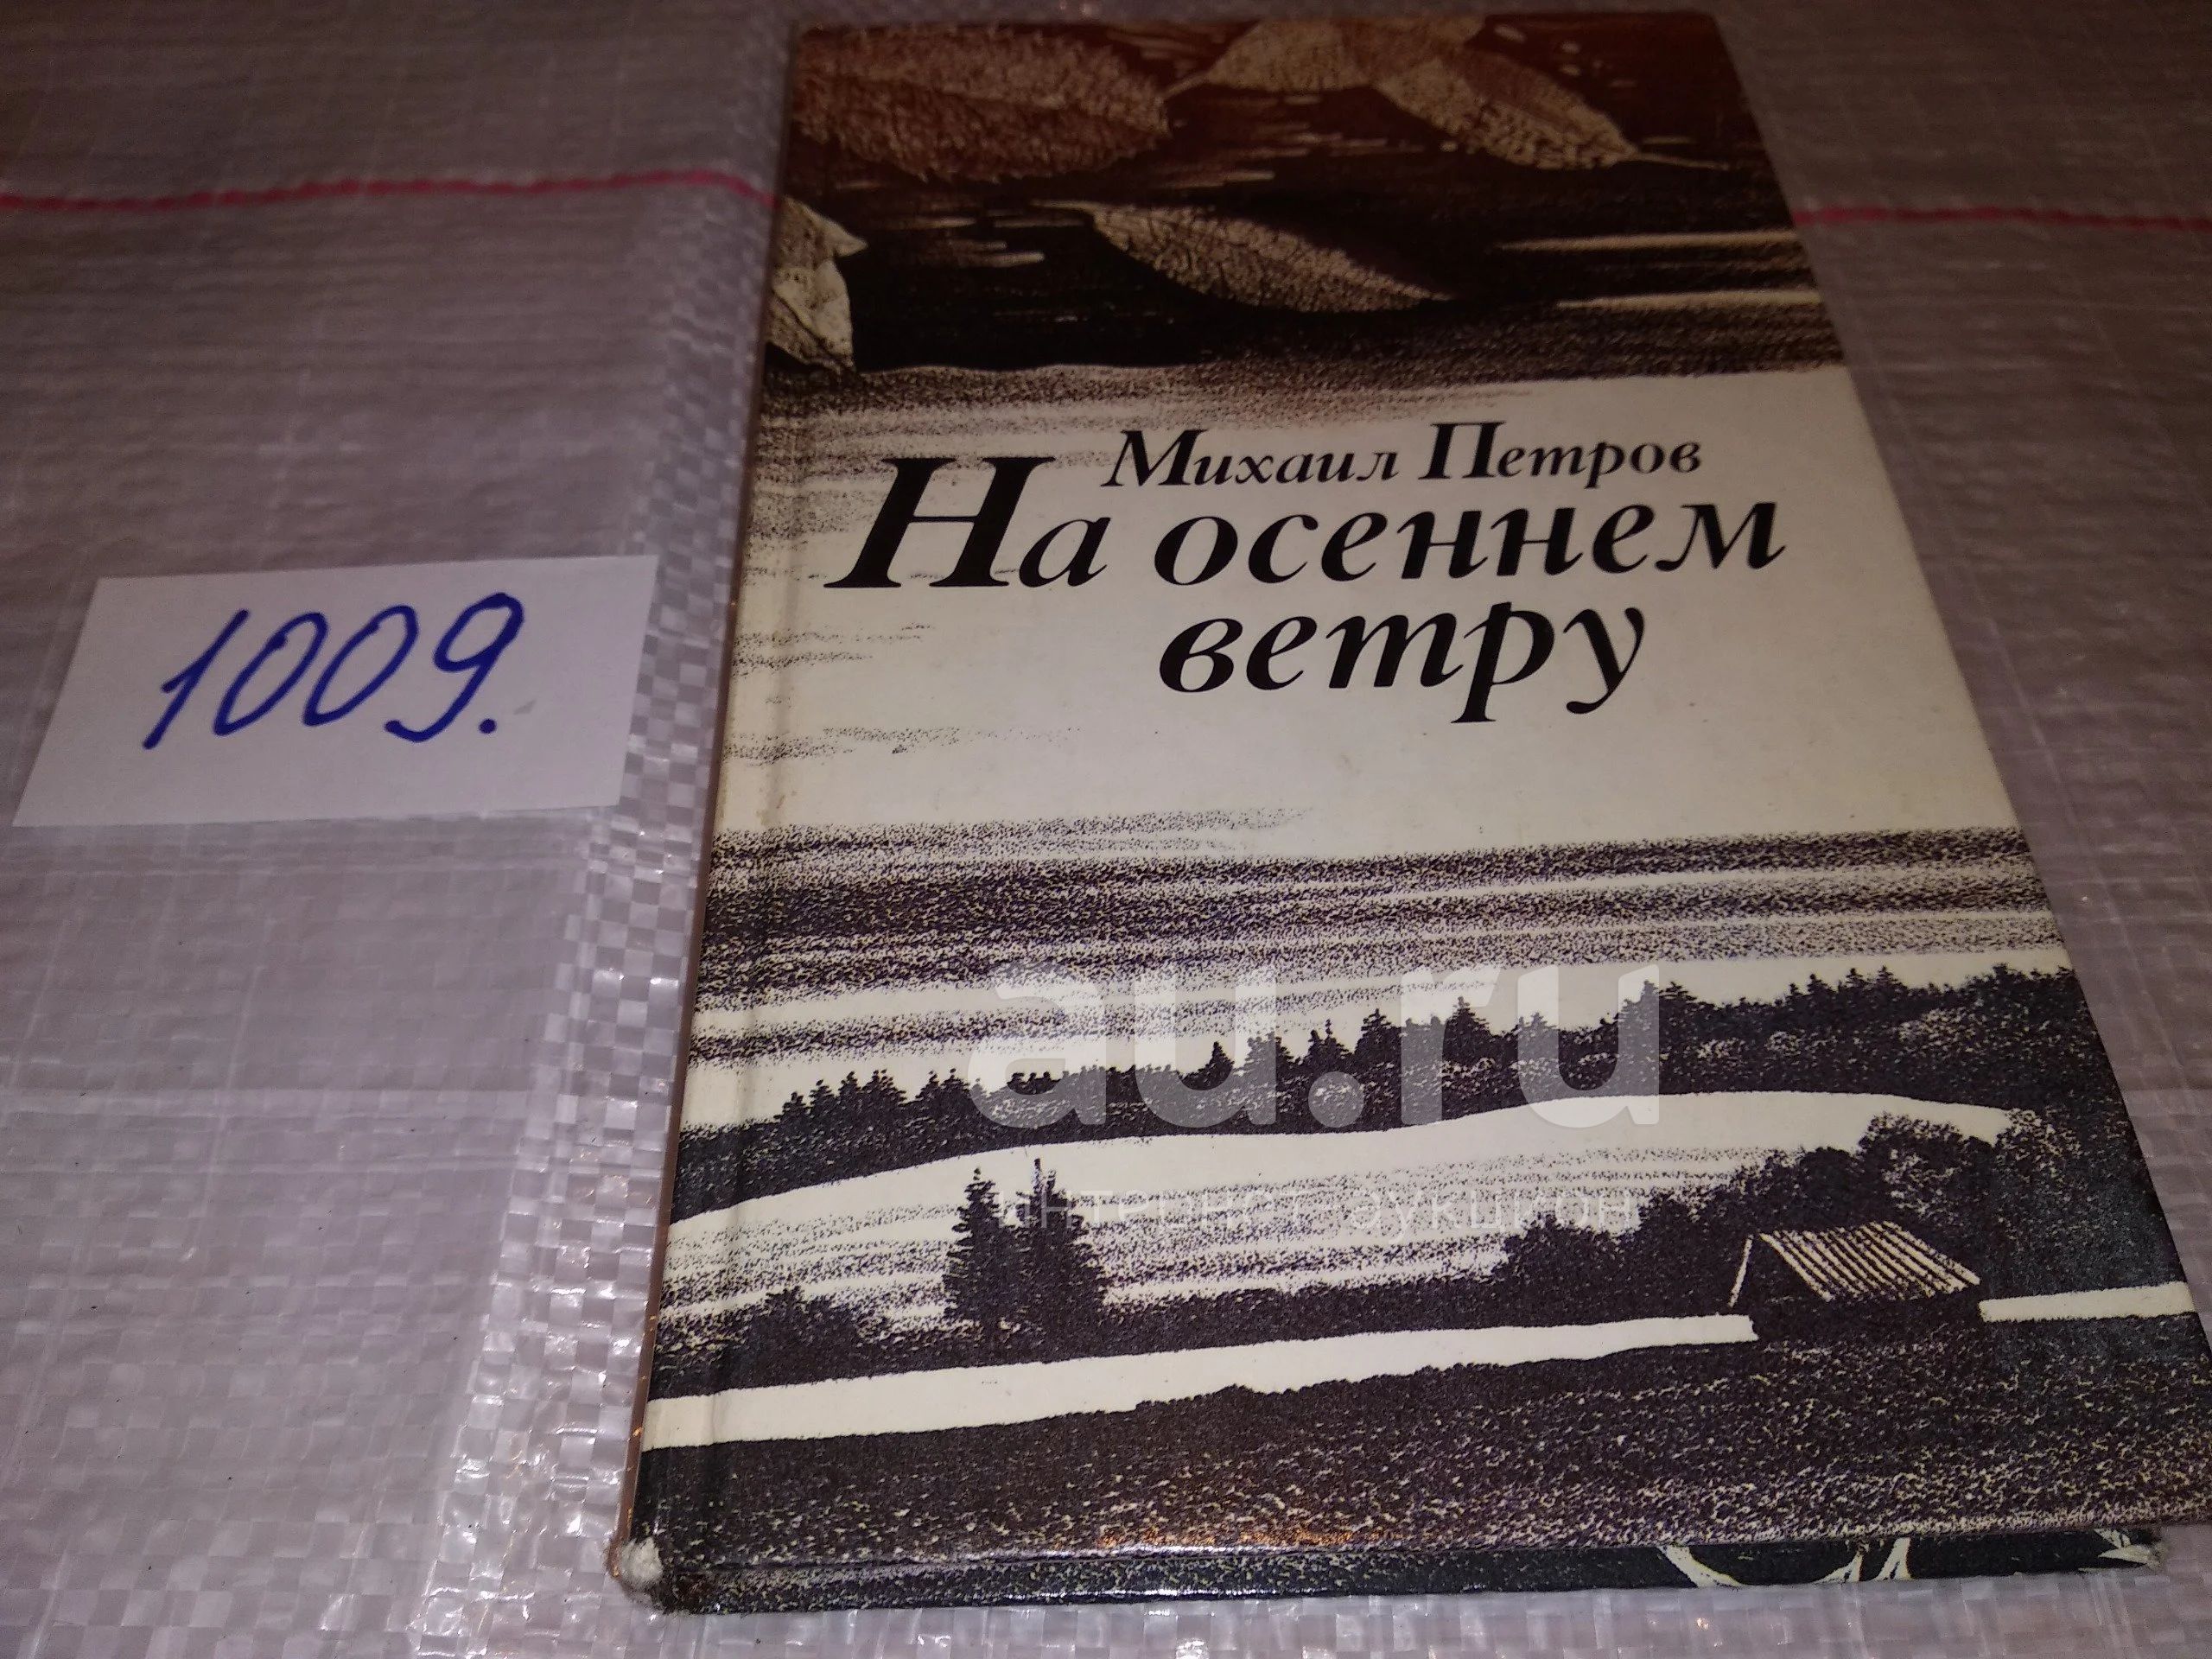 Михаил Петров
На осеннем
ветру
1009.
au.ru
интернет аукцион